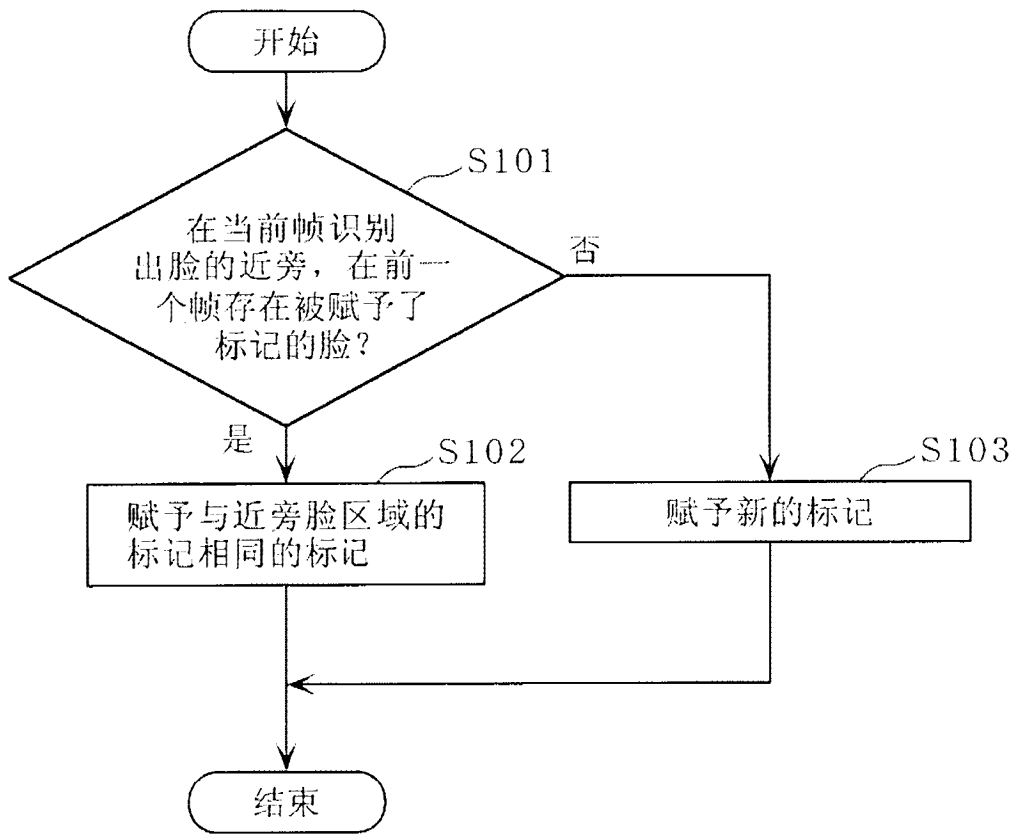 开始
S101
在当前帧识别
出脸的近旁，在前一
个帧存在被赋予了
标记的脸？
否
是
S102
S103
赋予与近旁脸区域的
标记相同的标记
赋予新的标记
结束